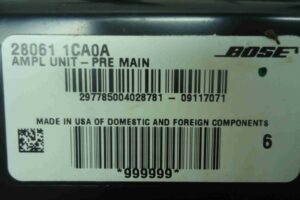 28061 1CA0A
BOSE
AMPL UNIT-PRE MAIN
297785004028781-09117071
MADE IN USA OF DOMESTIC AND FOREIGN COMPONENTS
6
*999999*